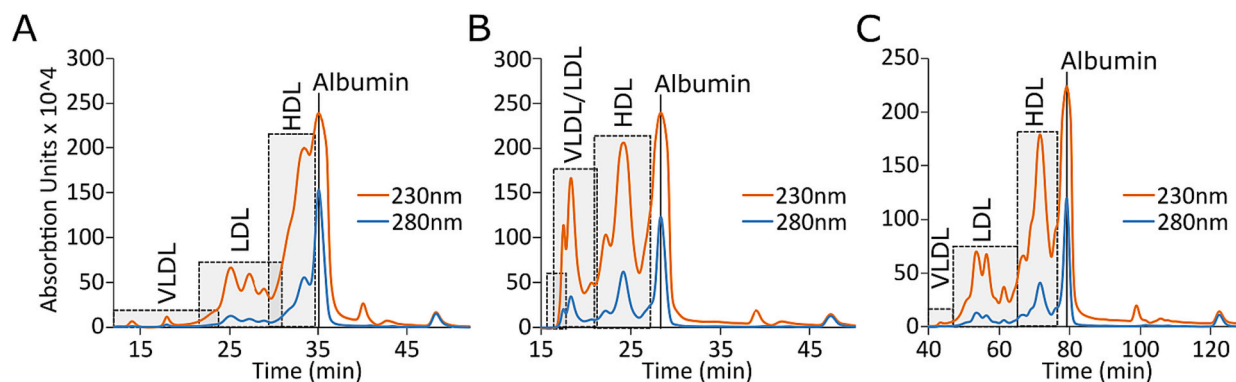 A
Absorbtion Units x 10^4
300
250
200
150
100
50
0
VLDL
LDL
HDL
Albumin
230nm
280nm
15
25
35
45
Time (min)
B
300
250
200
150
100
50
0
VLDL/LDL
HDL
Albumin
230nm
280nm
15
25
35
45
Time (min)
C
250
200
150
100
50
0
VLDL
LDL
HDL
Albumin
230nm
280nm
40
60
80
100
120
Time (min)